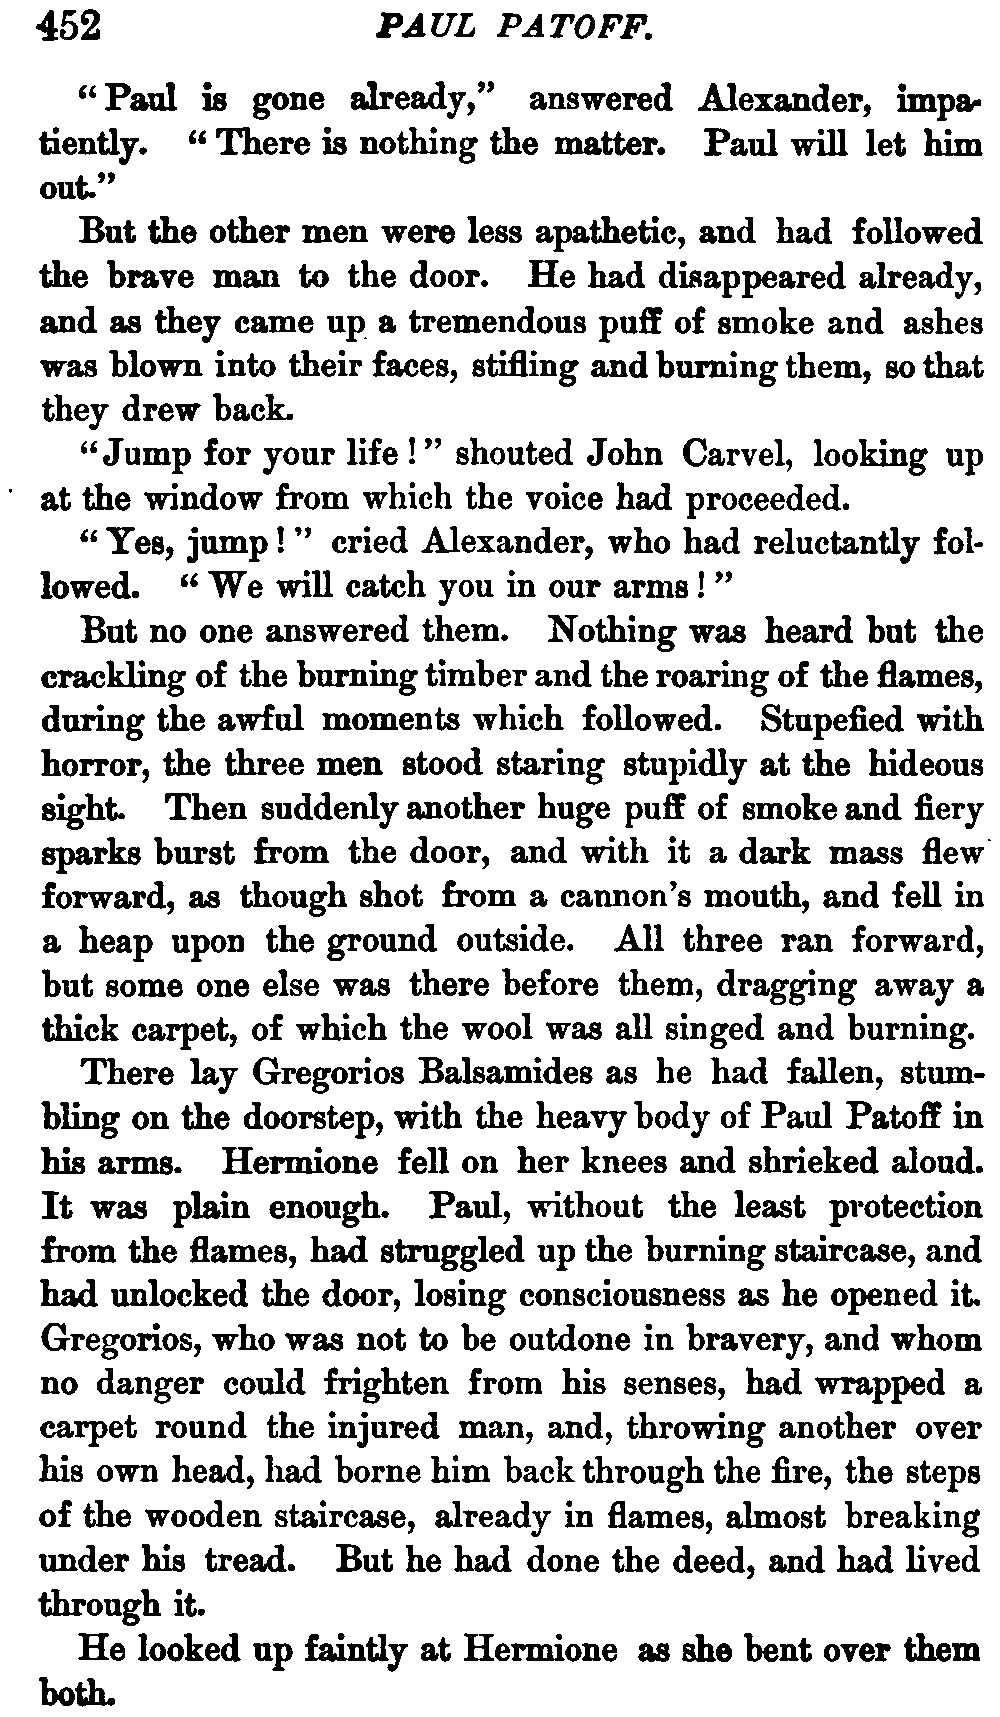 452 PAUL PATOFF.
“Paul is gone already,” answered Alexander, impa-
tiently. “There is nothing the matter. Paul will let him
out.”
But the other men were less apathetic, and had followed
the brave man to the door. He had disappeared already,
and as they came up a tremendous puff of smoke and ashes
was blown into their faces, stifling and burning them, so that
they drew back.
“Jump for your life!” shouted John Carvel, looking up
at the window from which the voice had proceeded.
“Yes, jump!” cried Alexander, who had reluctantly fol-
lowed. “We will catch you in our arms!”
But no one answered them. Nothing was heard but the
crackling of the burning timber and the roaring of the flames,
during the awful moments which followed. Stupefied with
horror, the three men stood staring stupidly at the hideous
sight. Then suddenly another huge puff of smoke and fiery
sparks burst from the door, and with it a dark mass flew
forward, as though shot from a cannon’s mouth, and fell in
a heap upon the ground outside. All three ran forward,
but some one else was there before them, dragging away a
thick carpet, of which the wool was all singed and burning.
There lay Gregorios Balsamides as he had fallen, stum-
bling on the doorstep, with the heavy body of Paul Patoff in
his arms. Hermione fell on her knees and shrieked aloud.
It was plain enough. Paul, without the least protection
from the flames, had struggled up the burning staircase, and
had unlocked the door, losing consciousness as he opened it.
Gregorios, who was not to be outdone in bravery, and whom
no danger could frighten from his senses, had wrapped a
carpet round the injured man, and, throwing another over
his own head, had borne him back through the fire, the steps
of the wooden staircase, already in flames, almost breaking
under his tread. But he had done the deed, and had lived
through it.
He looked up faintly at Hermione as she bent over them
both.